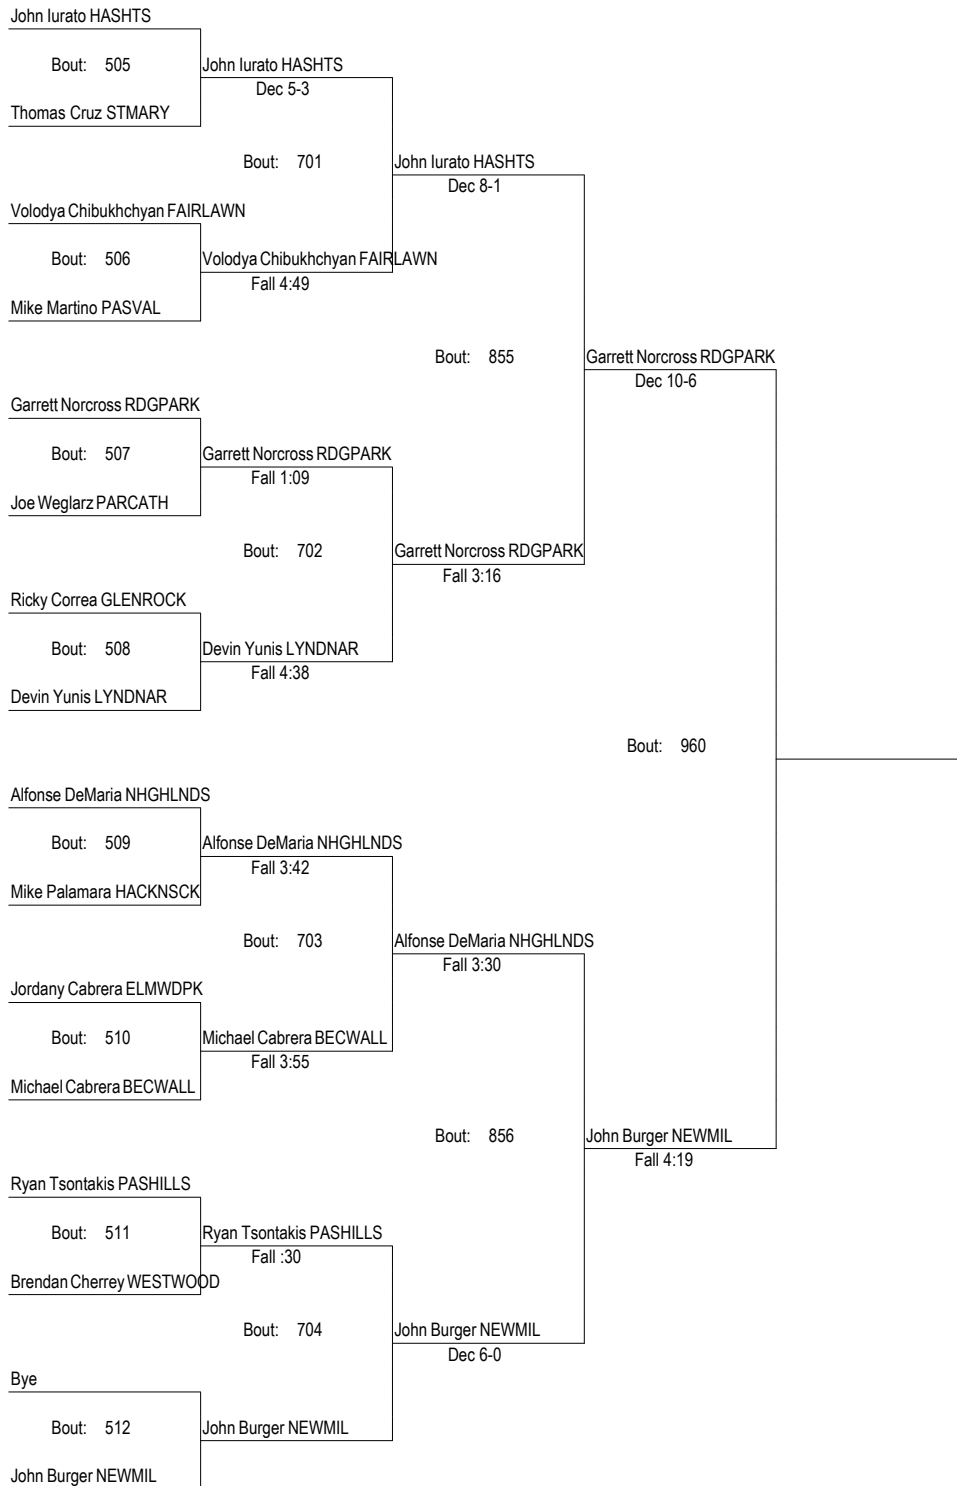 John Iurato HASHTS
Bout: 505
John Iurato HASHTS
Dec 5-3
Thomas Cruz STMARY
Bout: 701
John Iurato HASHTS
Dec 8-1
Volodya Chibukhchyan FAIRLAWN
Bout: 506
Volodya Chibukhchyan FAIRLAWN
Fall 4:49
Mike Martino PASVAL
Bout: 855
Garrett Norcross RDGPARK
Dec 10-6
Garrett Norcross RDGPARK
Bout: 507
Garrett Norcross RDGPARK
Fall 1:09
Joe Weglarz PARCATH
Bout: 702
Garrett Norcross RDGPARK
Fall 3:16
Ricky Correa GLENROCK
Bout: 508
Devin Yunis LYNDNAR
Fall 4:38
Devin Yunis LYNDNAR
Bout: 960
Alfonse DeMaria NHGHLNDS
Bout: 509
Alfonse DeMaria NHGHLNDS
Fall 3:42
Mike Palamara HACKNSCK
Bout: 703
Alfonse DeMaria NHGHLNDS
Fall 3:30
Jordany Cabrera ELMWDPK
Bout: 510
Michael Cabrera BECWALL
Fall 3:55
Michael Cabrera BECWALL
Bout: 856
John Burger NEWMIL
Fall 4:19
Ryan Tsontakis PASHILLS
Bout: 511
Ryan Tsontakis PASHILLS
Fall :30
Brendan Cherrey WESTWOOD
Bout: 704
John Burger NEWMIL
Dec 6-0
Bye
Bout: 512
John Burger NEWMIL
John Burger NEWMIL